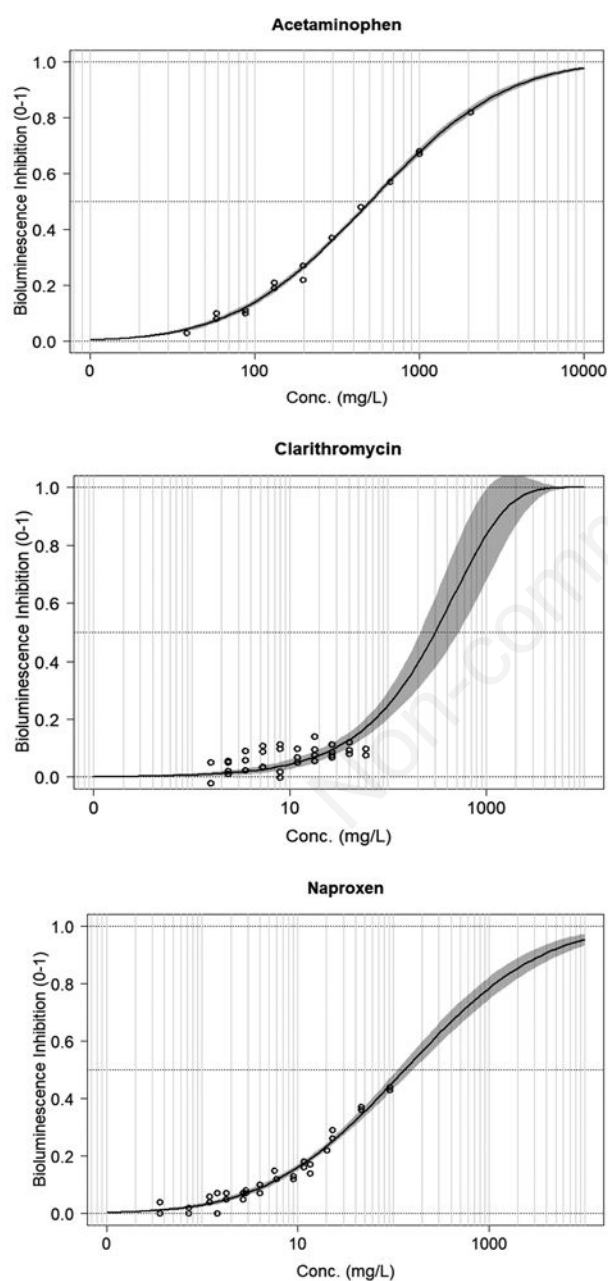 Acetaminophen
Bioluminescence Inhibition (0-1)
1.0
0.8
0.6
0.4
0.2
0.0
0 100 1000 10000
Conc. (mg/L)
Clarithromycin
Bioluminescence Inhibition (0-1)
1.0
0.8
0.6
0.4
0.2
0.0
0 10 1000
Conc. (mg/L)
Naproxen
Bioluminescence Inhibition (0-1)
1.0
0.8
0.6
0.4
0.2
0.0
0 10 1000
Conc. (mg/L)
Non-comm